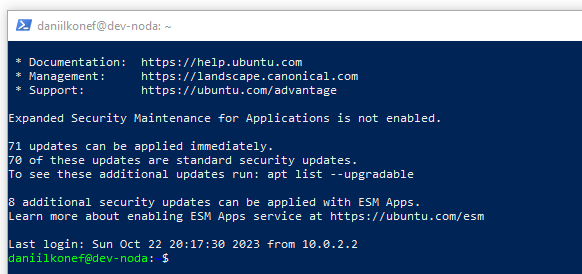 daniilkonef@dev-noda: ~
* Documentation:  https://help.ubuntu.com
* Management:     https://landscape.canonical.com
* Support:        https://ubuntu.com/advantage
Expanded Security Maintenance for Applications is not enabled.
71 updates can be applied immediately.
70 of these updates are standard security updates.
To see these additional updates run: apt list --upgradable
8 additional security updates can be applied with ESM Apps.
Learn more about enabling ESM Apps service at https://ubuntu.com/esm
Last login: Sun Oct 22 20:17:30 2023 from 10.0.2.2
daniilkonef@dev-noda: $